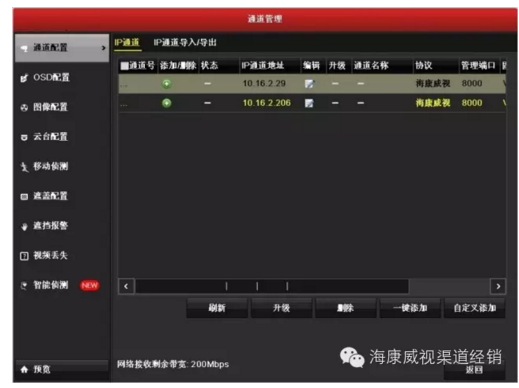 通道管理
通道配置
OSD配置
图像配置
云台配置
移动侦测
遮盖配置
遮挡报警
视频丢失
智能侦测 NEW
预览
IP通道 IP通道导入/导出
通道号 添加/删除 状态 IP通道地址 编辑 升级 通道名称 协议 管理端口
... – 10.16.2.29 – – 海康威视 8000
... – 10.16.2.206 – – 海康威视 8000
刷新 升级 删除 一键添加 自定义添加
网络接收剩余带宽: 200Mbps
海康威视渠道经销
返回